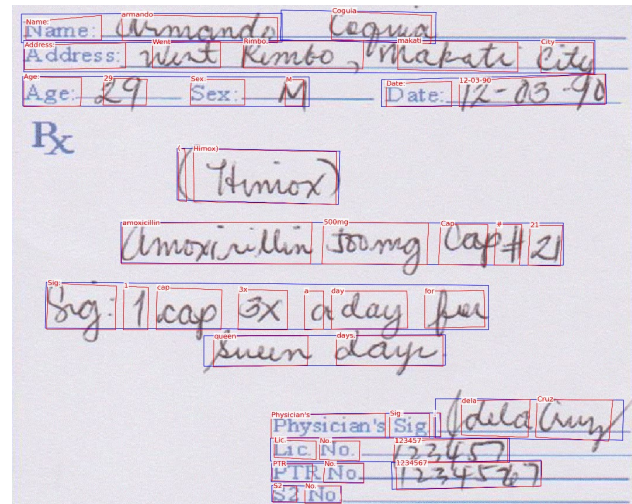 Name: Armando Coquia
Address: West Rimbo, Makati City
Age: 29 Sex: M Date: 12-03-90
Rx
(Himox)
Amoxicillin 500mg Cap # 21
Sig: 1 cap 3x a day for
seven days
Physician's Sig dela Cruz
Lic. No. 123457
PTR No. 1234567
S2 No.